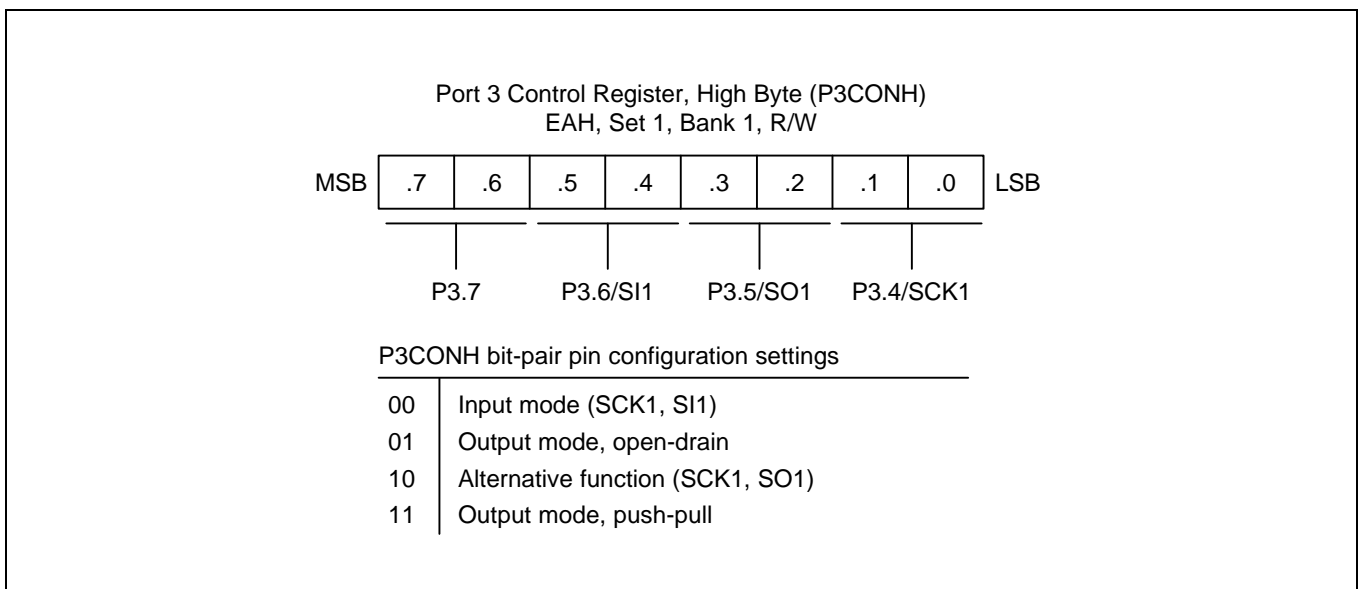 Port 3 Control Register, High Byte (P3CONH)
EAH, Set 1, Bank 1, R/W
MSB .7 .6 .5 .4 .3 .2 .1 .0 LSB
P3.7 P3.6/SI1 P3.5/SO1 P3.4/SCK1
P3CONH bit-pair pin configuration settings
00 Input mode (SCK1, SI1)
01 Output mode, open-drain
10 Alternative function (SCK1, SO1)
11 Output mode, push-pull